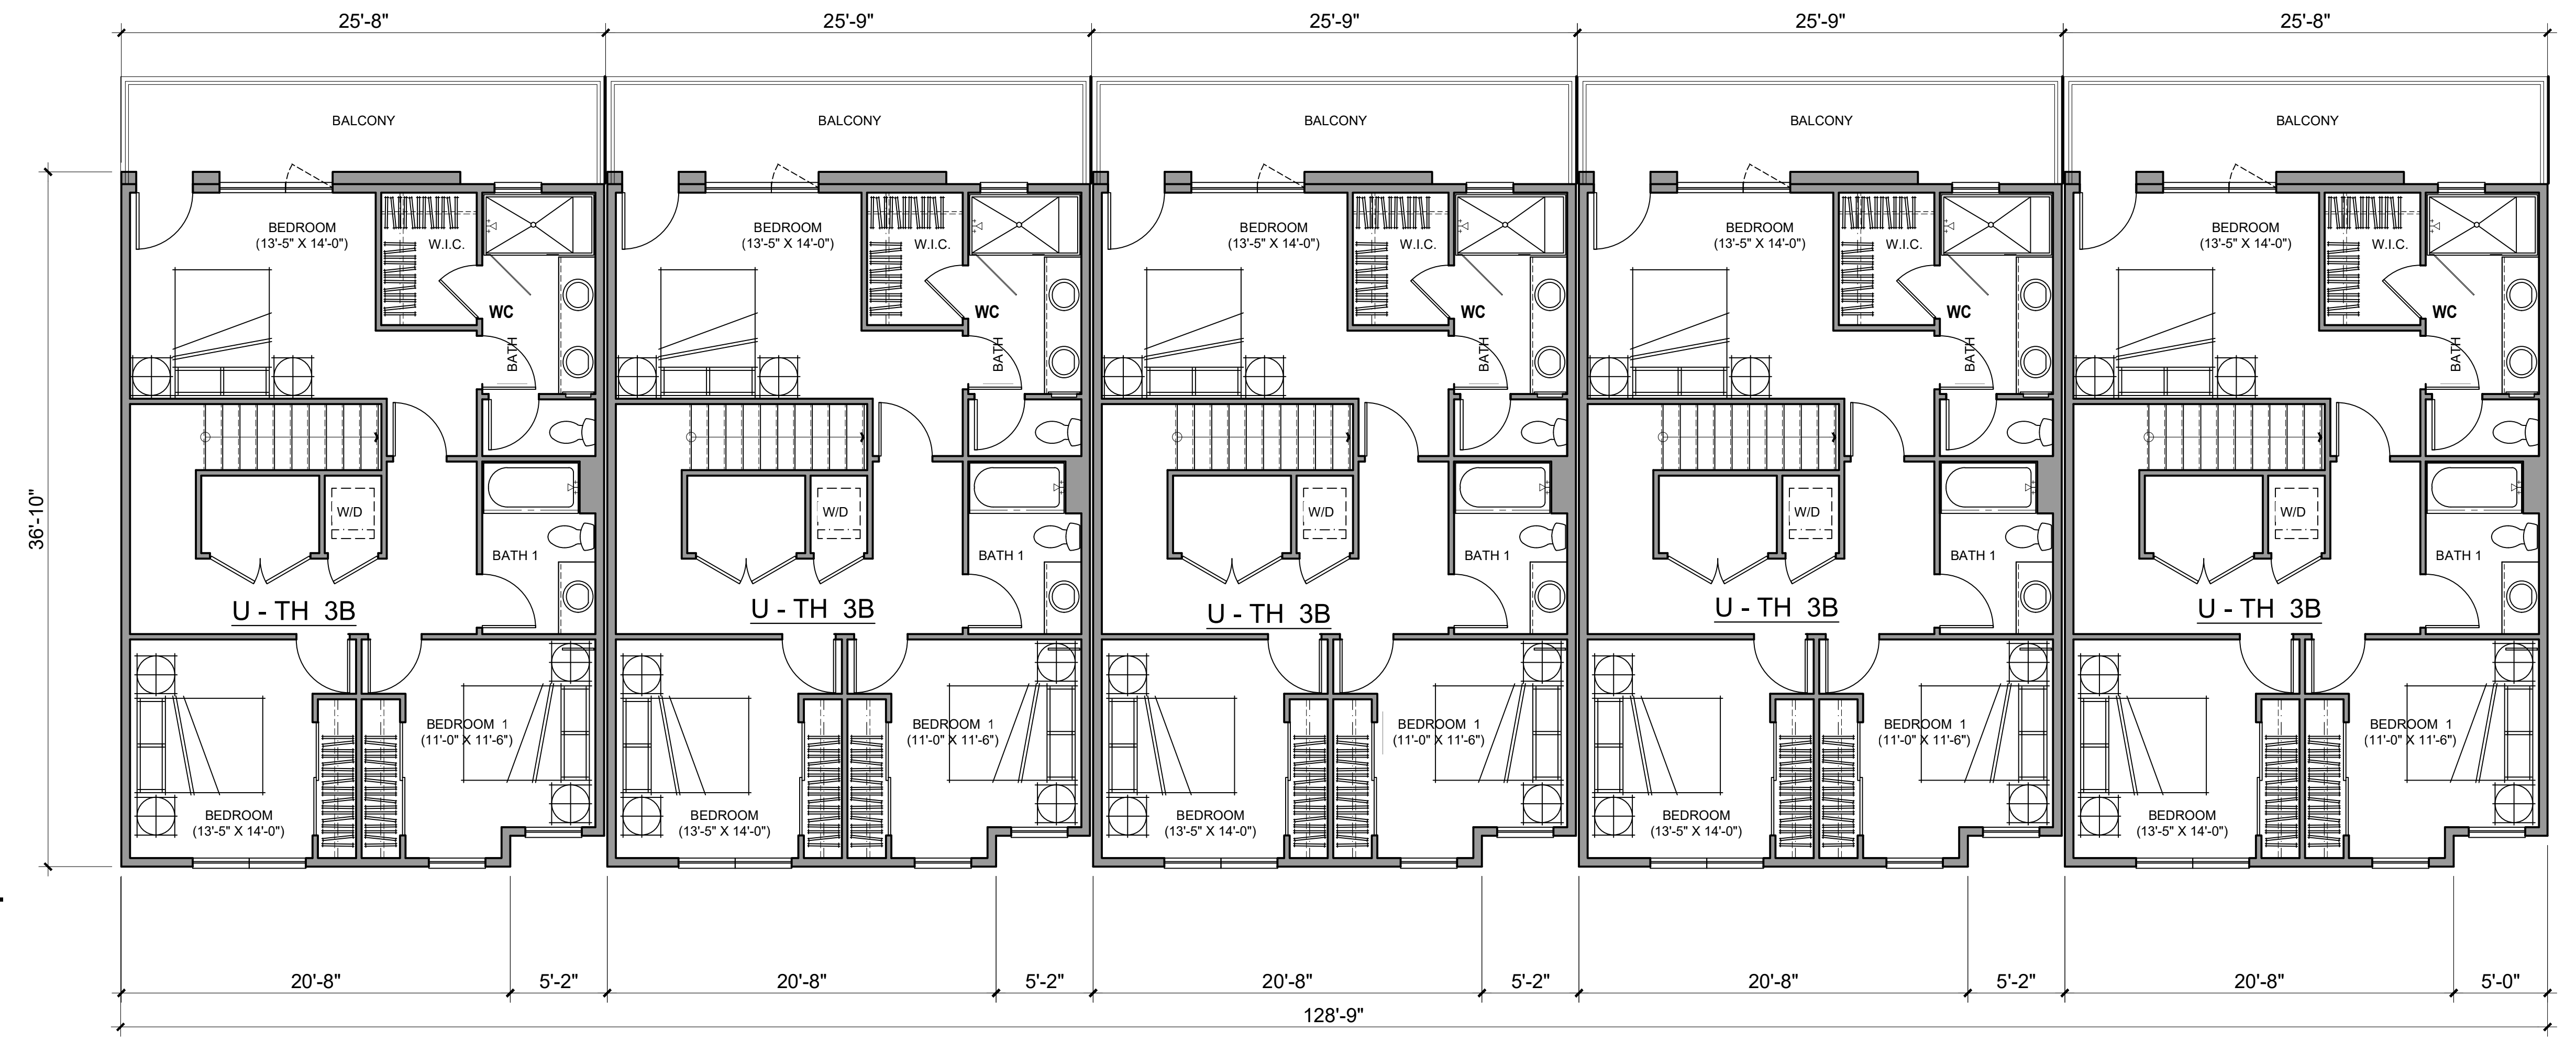 25'-8" 25'-9" 25'-9" 25'-9" 25'-8"
BALCONY BALCONY BALCONY BALCONY BALCONY
BEDROOM BEDROOM BEDROOM BEDROOM BEDROOM
(13'-5" X 14'-0") (13'-5" X 14'-0") (13'-5" X 14'-0") (13'-5" X 14'-0") (13'-5" X 14'-0")
W.I.C. W.I.C. W.I.C. W.I.C. W.I.C.
WC WC WC WC WC
BATH BATH BATH BATH BATH
36'-10"
W/D W/D W/D W/D W/D
BATH 1 BATH 1 BATH 1 BATH 1 BATH 1
U - TH 3B U - TH 3B U - TH 3B U - TH 3B U - TH 3B
BEDROOM 1 BEDROOM 1 BEDROOM 1 BEDROOM 1 BEDROOM 1
(11'-0" X 11'-6") (11'-0" X 11'-6") (11'-0" X 11'-6") (11'-0" X 11'-6") (11'-0" X 11'-6")
BEDROOM BEDROOM BEDROOM BEDROOM BEDROOM
(13'-5" X 14'-0") (13'-5" X 14'-0") (13'-5" X 14'-0") (13'-5" X 14'-0") (13'-5" X 14'-0")
20'-8" 5'-2" 20'-8" 5'-2" 20'-8" 5'-2" 20'-8" 5'-2" 20'-8" 5'-0"
128'-9"